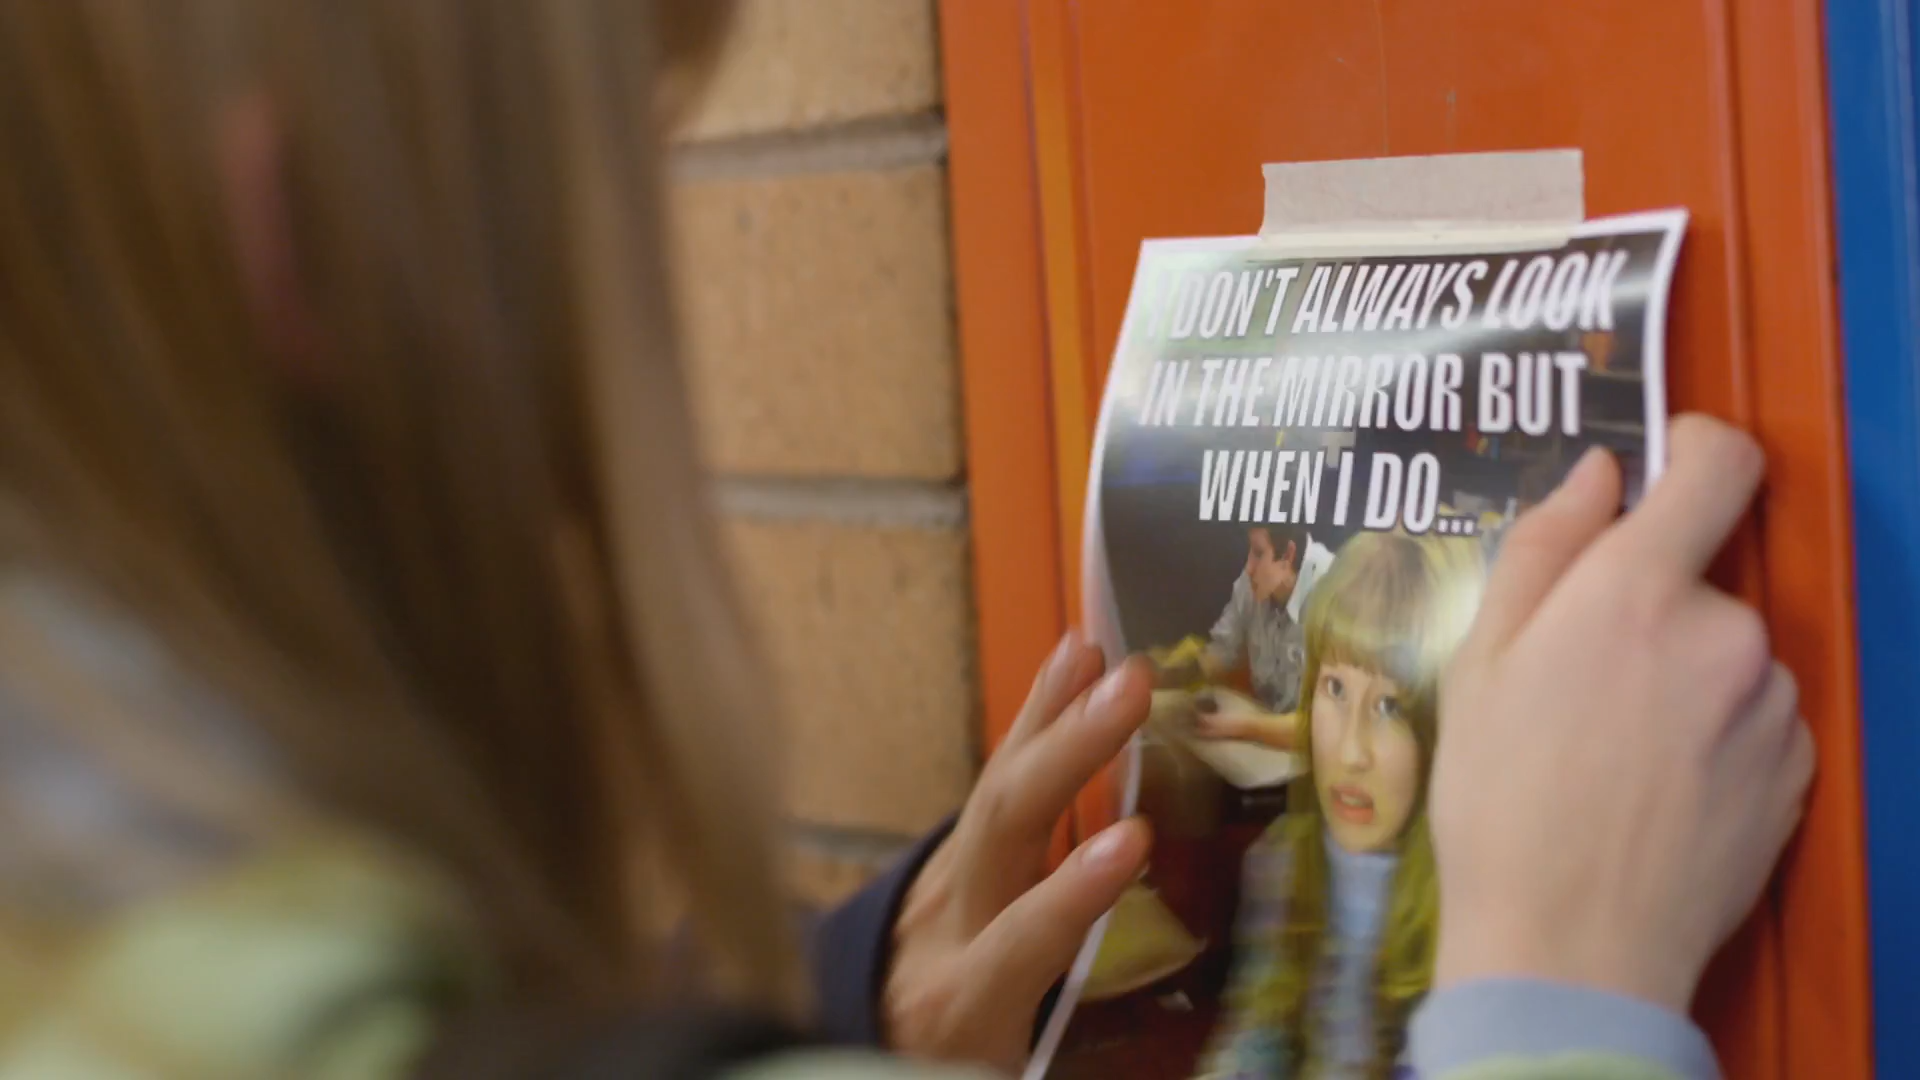 I DON'T ALWAYS LOOK
IN THE MIRROR BUT
WHEN I DO...